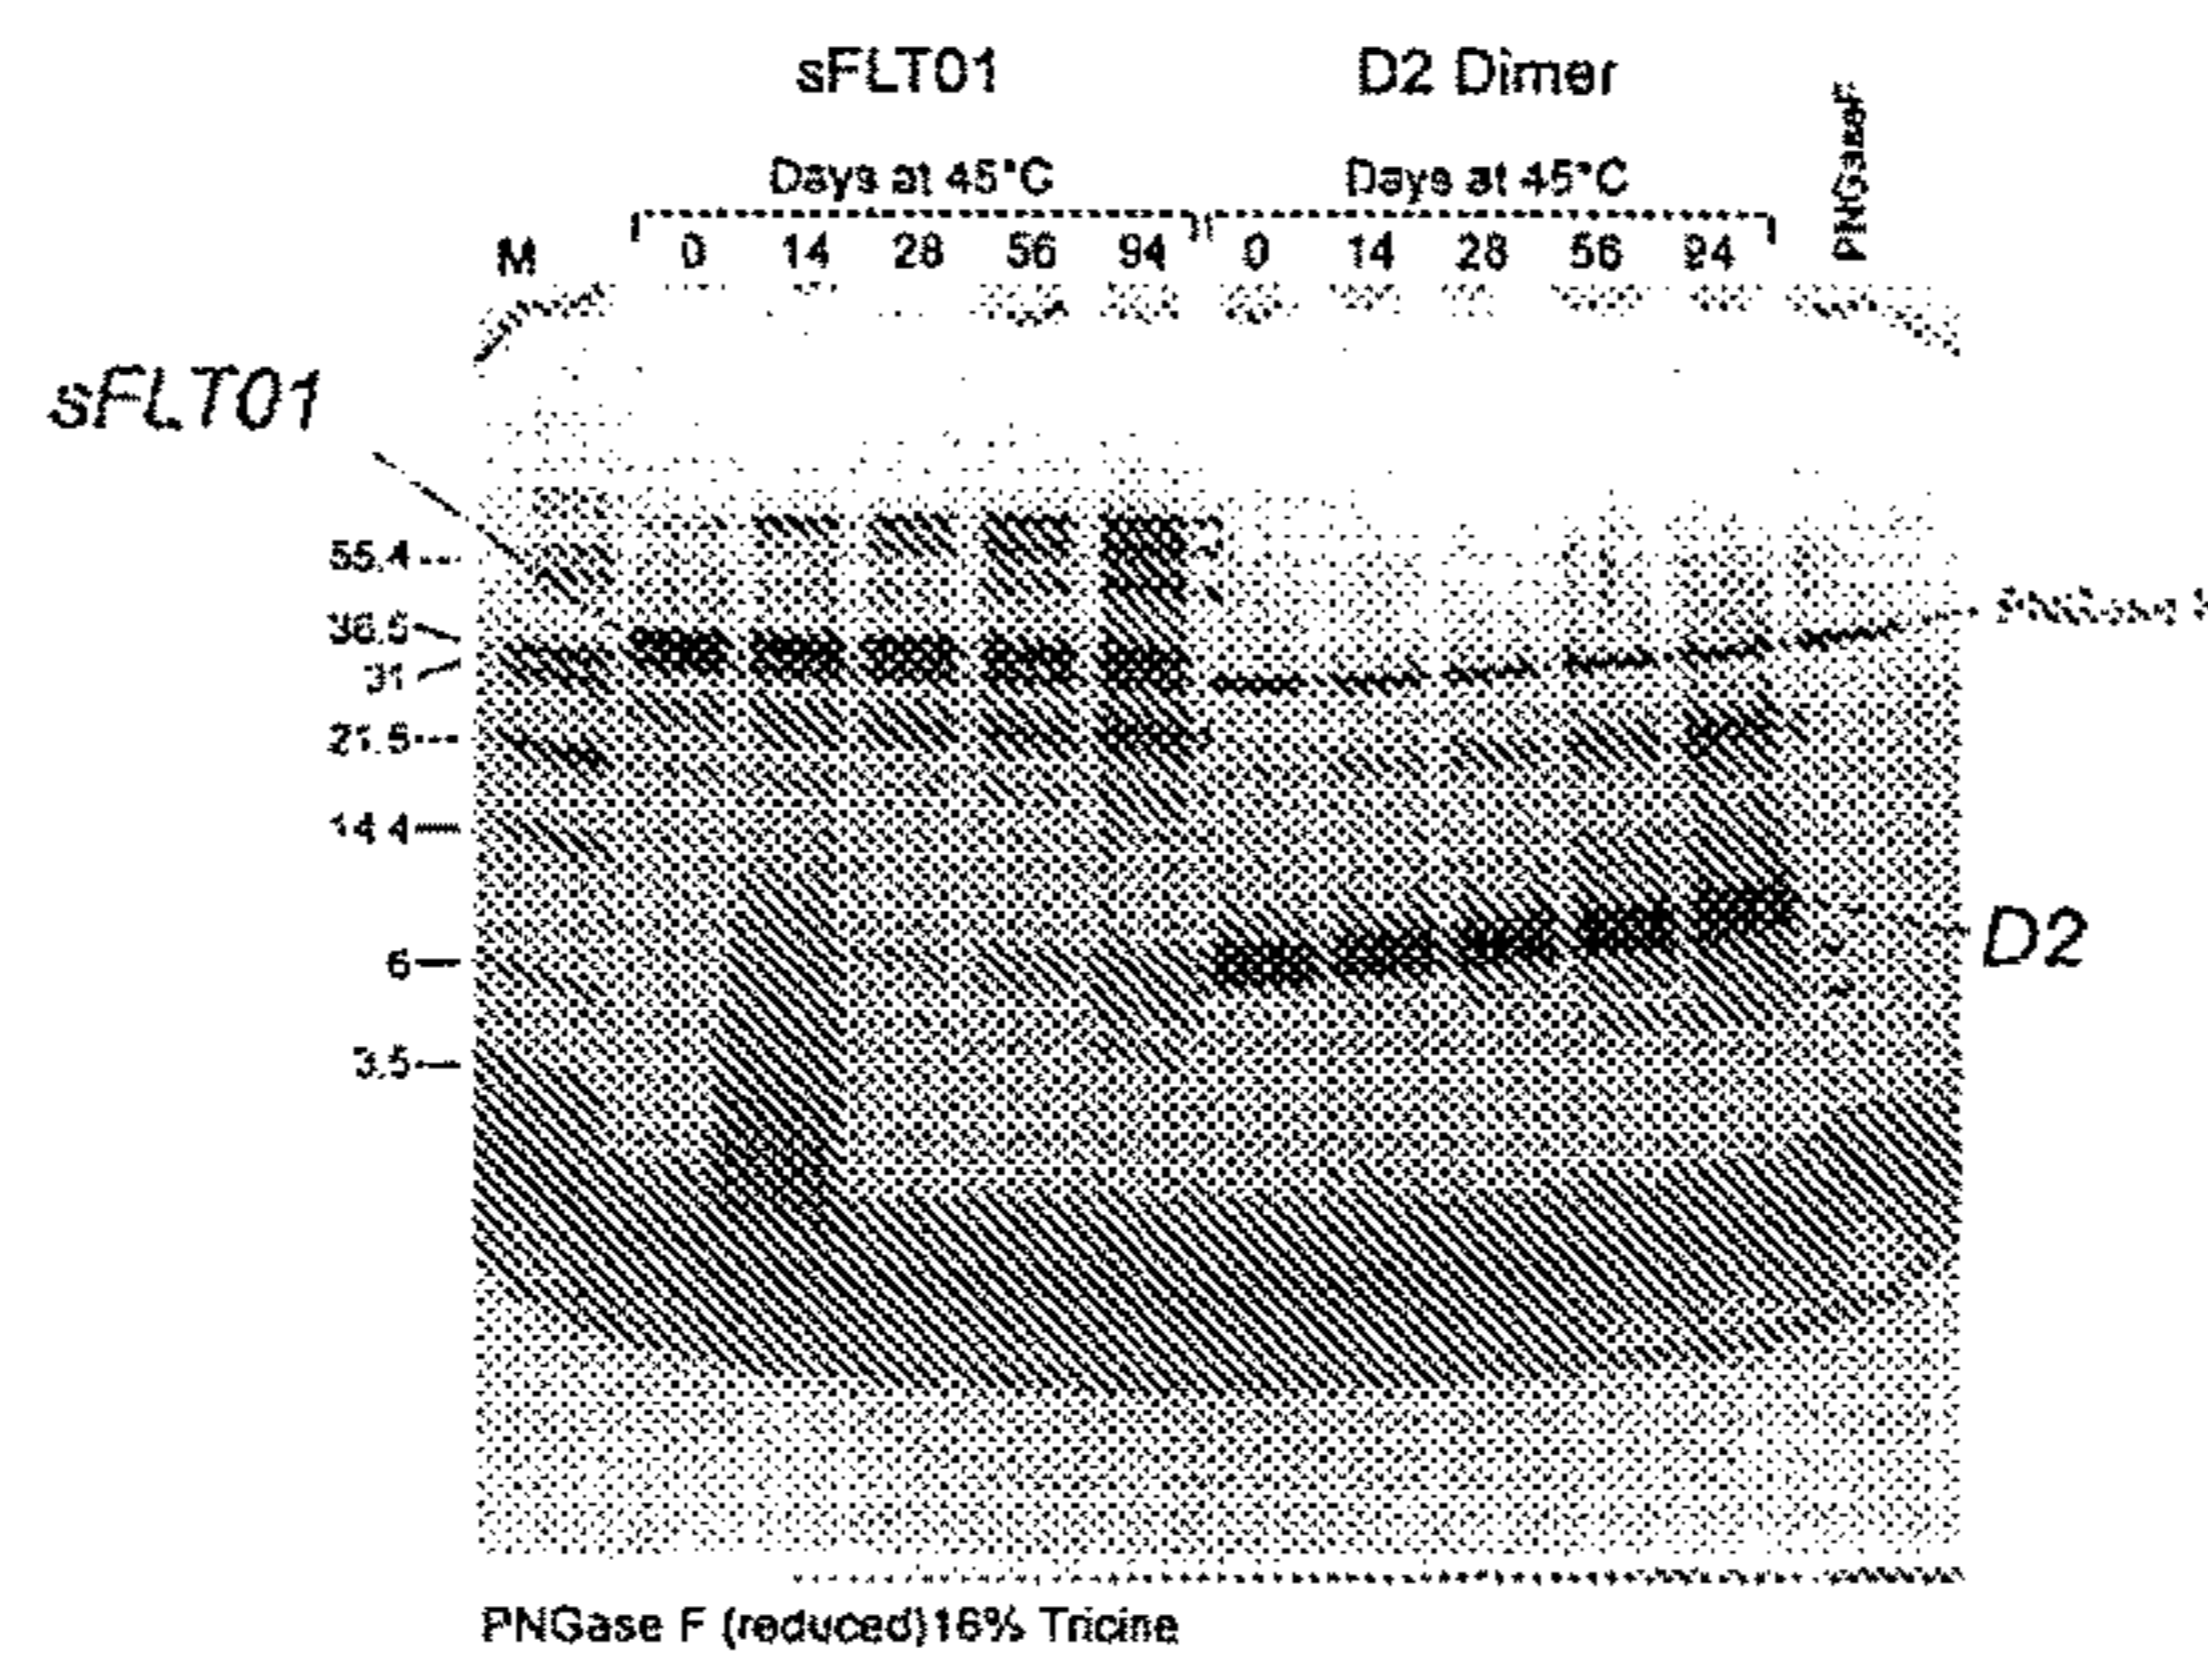 sFLT01 D2 Dimer
Days at 45°C Days at 45°C PNGaseF
M 0 14 28 56 94 0 14 28 56 94
sFLT01
55.4
36.5
31
21.5
14.4
6
3.5
PNGase F
D2
PNGase F (reduced)16% Tricine